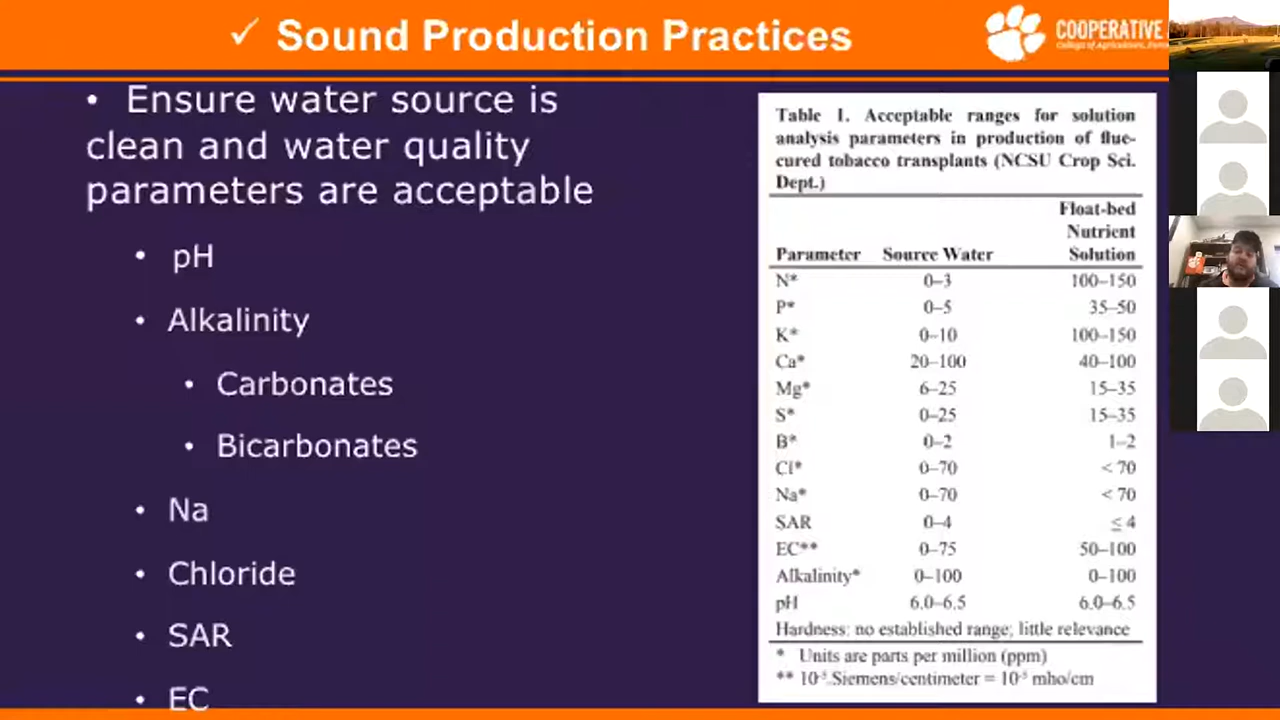 ✓ Sound Production Practices
COOPERATIVE
• Ensure water source is
clean and water quality
parameters are acceptable
• pH
• Alkalinity
• Carbonates
• Bicarbonates
• Na
• Chloride
• SAR
• EC
Table 1. Acceptable ranges for solution
analysis parameters in production of flue-
cured tobacco transplants (NCSU Crop Sci.
Dept.)
Float-bed
Nutrient
Parameter Source Water Solution
N* 0–3 100–150
P* 0–5 35–50
K* 0–10 100–150
Ca* 20–100 40–100
Mg* 6–25 15–35
S* 0–25 15–35
B* 0–2 1–2
Cl* 0–70 < 70
Na* 0–70 < 70
SAR 0–4 ≤ 4
EC** 0–75 50–100
Alkalinity* 0–100 0–100
pH 6.0–6.5 6.0–6.5
Hardness: no established range; little relevance
* Units are parts per million (ppm)
** 10⁻⁵ Siemens/centimeter = 10⁻⁵ mho/cm